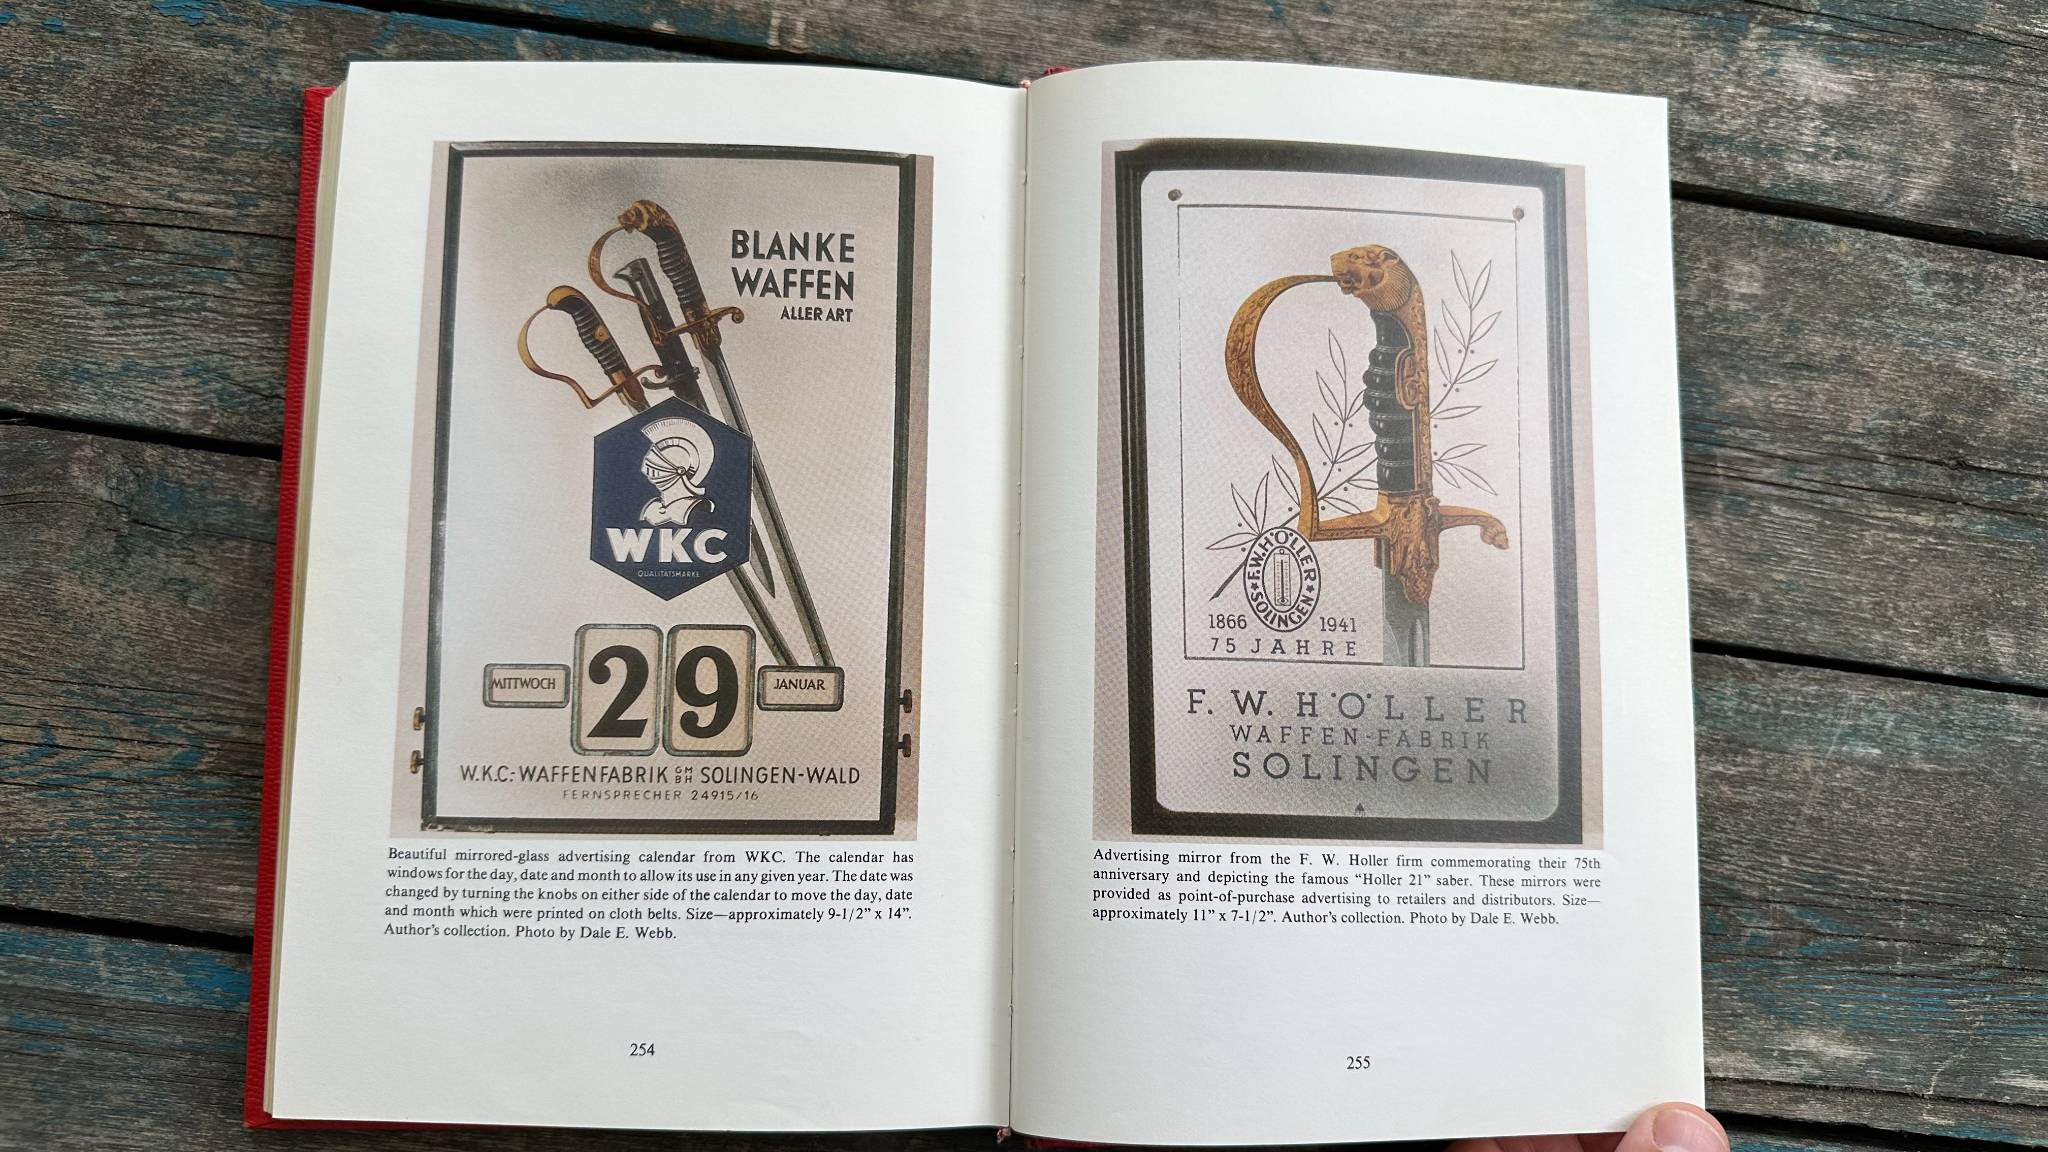 BLANKE
WAFFEN
ALLER ART
WKC
QUALITÄTSMARKE
MITTWOCH
29
JANUAR
W.K.C.-WAFFENFABRIK GMBH SOLINGEN-WALD
FERNSPRECHER 24915/16
Beautiful mirrored-glass advertising calendar from WKC. The calendar has
windows for the day, date and month to allow its use in any given year. The date was
changed by turning the knobs on either side of the calendar to move the day, date
and month which were printed on cloth belts. Size—approximately 9-1/2” x 14”.
Author’s collection. Photo by Dale E. Webb.
254
F.W.HÖLLER
SOLINGEN
1866 1941
75 JAHRE
F. W. HÖLLER
WAFFEN-FABRIK
SOLINGEN
Advertising mirror from the F. W. Holler firm commemorating their 75th
anniversary and depicting the famous “Holler 21” saber. These mirrors were
provided as point-of-purchase advertising to retailers and distributors. Size—
approximately 11” x 7-1/2”. Author’s collection. Photo by Dale E. Webb.
255